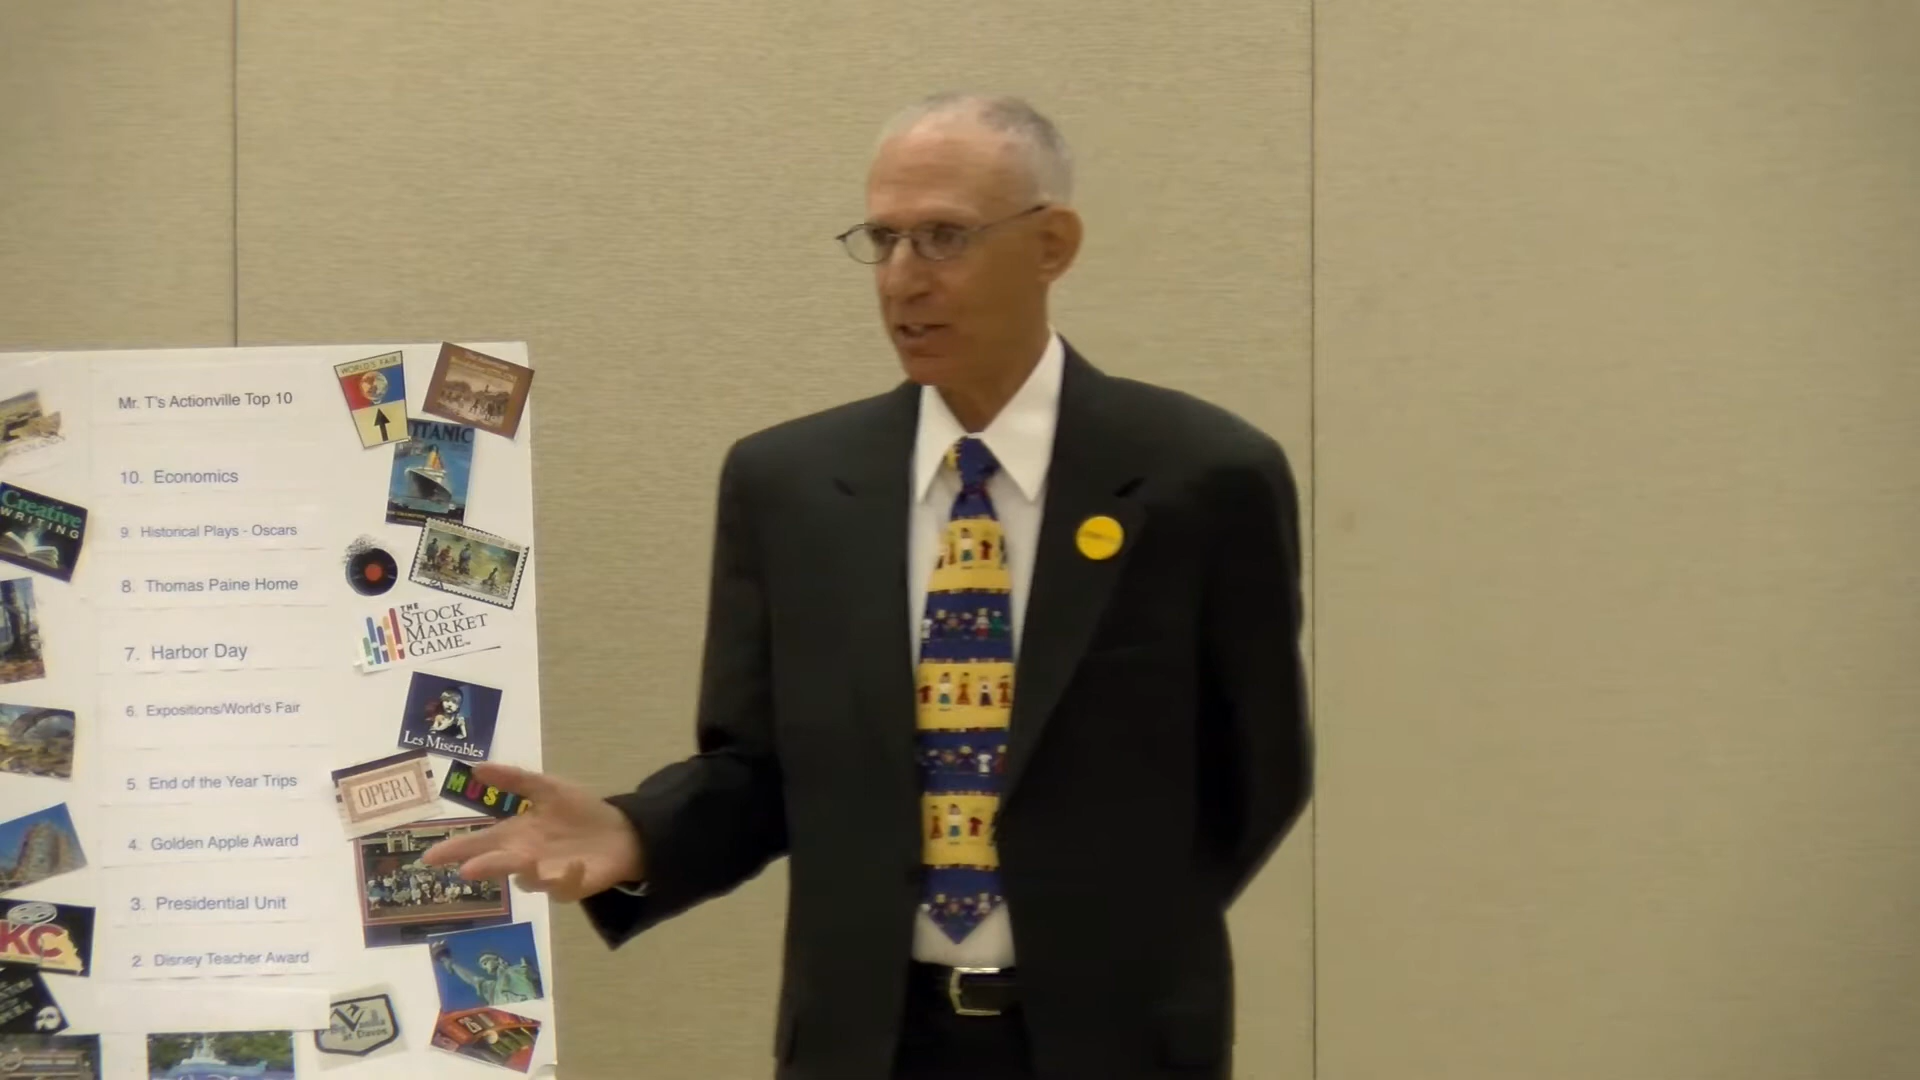 Mr. T's Actionville Top 10
10. Economics
9. Historical Plays - Oscars
8. Thomas Paine Home
7. Harbor Day
6. Expositions/World's Fair
5. End of the Year Trips
4. Golden Apple Award
3. Presidential Unit
2. Disney Teacher Award
Creative
WRITING
KC
WORLD'S FAIR
TITANIC
THE
STOCK
MARKET
GAME
Les Misérables
OPERA
MUSIC